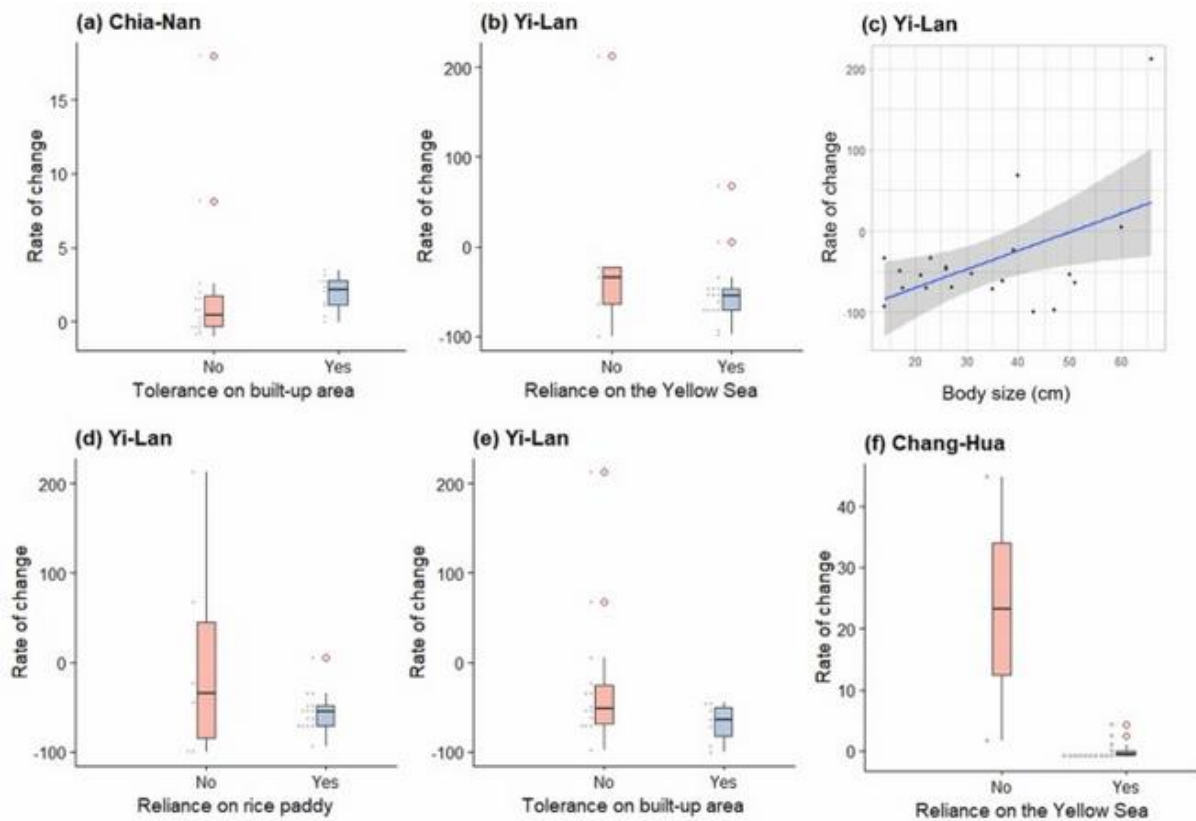 (a) Chia-Nan
Rate of change
15
10
5
0
No
Yes
Tolerance on built-up area
(b) Yi-Lan
Rate of change
200
100
0
-100
No
Yes
Reliance on the Yellow Sea
(c) Yi-Lan
Rate of change
200
100
0
-100
20
30
40
50
60
Body size (cm)
(d) Yi-Lan
Rate of change
200
100
0
-100
No
Yes
Reliance on rice paddy
(e) Yi-Lan
Rate of change
200
100
0
-100
No
Yes
Tolerance on built-up area
(f) Chang-Hua
Rate of change
40
30
20
10
0
No
Yes
Reliance on the Yellow Sea